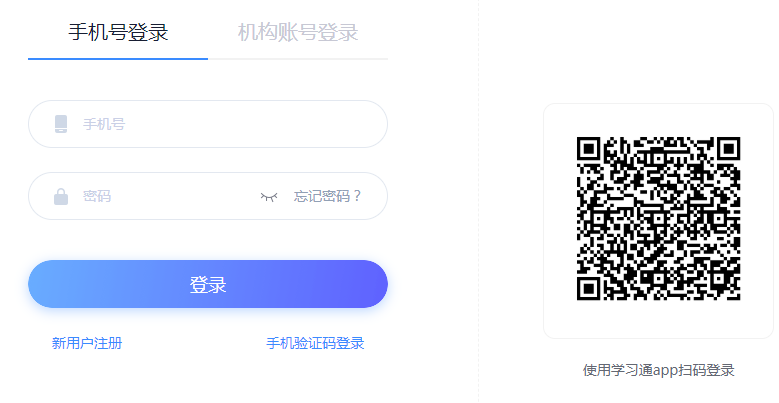 手机号登录
机构账号登录
手机号
密码
忘记密码？
登录
新用户注册
手机验证码登录
使用学习通app扫码登录